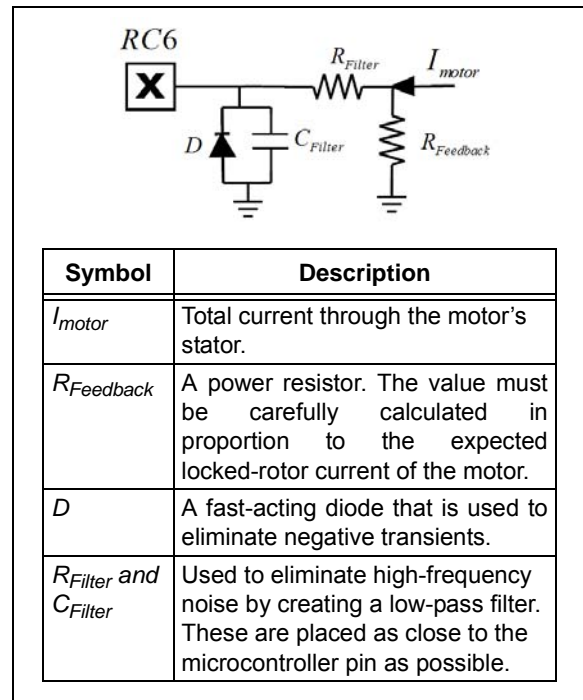 RC6
X
R_Filter
I_motor
D
C_Filter
R_Feedback
Symbol Description
I_motor Total current through the motor's
stator.
R_Feedback A power resistor. The value must
be carefully calculated in
proportion to the expected
locked-rotor current of the motor.
D A fast-acting diode that is used to
eliminate negative transients.
R_Filter and Used to eliminate high-frequency
C_Filter noise by creating a low-pass filter.
These are placed as close to the
microcontroller pin as possible.